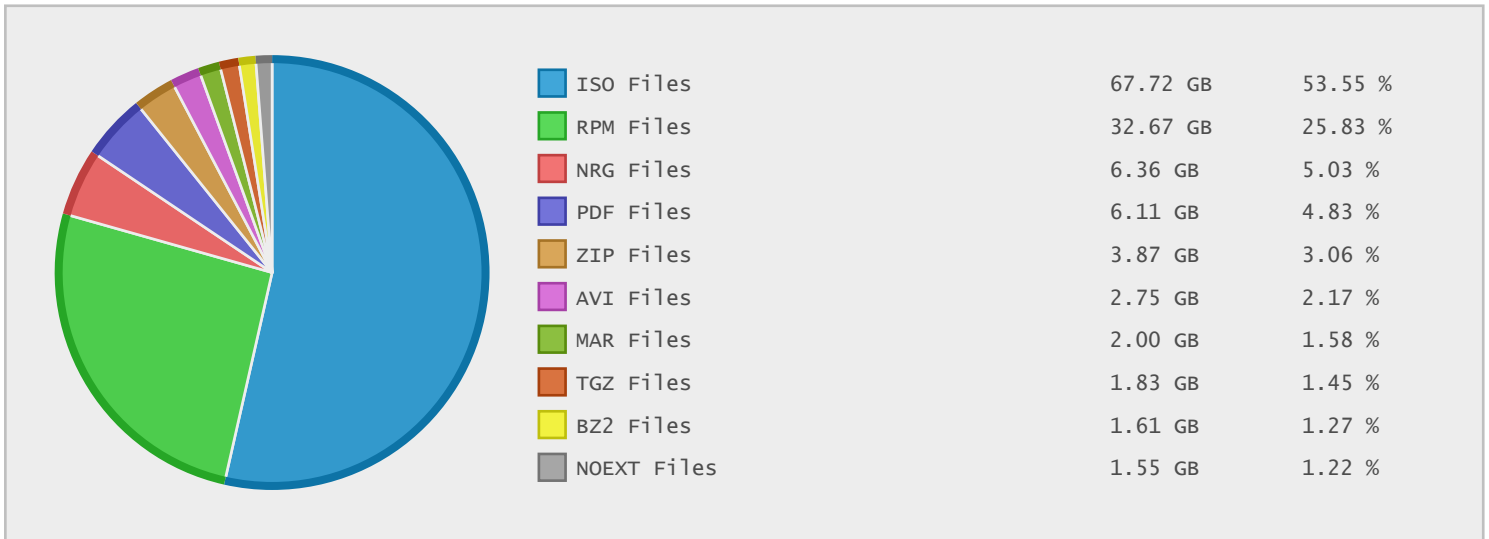 ISO Files 67.72 GB 53.55 %
RPM Files 32.67 GB 25.83 %
NRG Files 6.36 GB 5.03 %
PDF Files 6.11 GB 4.83 %
ZIP Files 3.87 GB 3.06 %
AVI Files 2.75 GB 2.17 %
MAR Files 2.00 GB 1.58 %
TGZ Files 1.83 GB 1.45 %
BZ2 Files 1.61 GB 1.27 %
NOEXT Files 1.55 GB 1.22 %